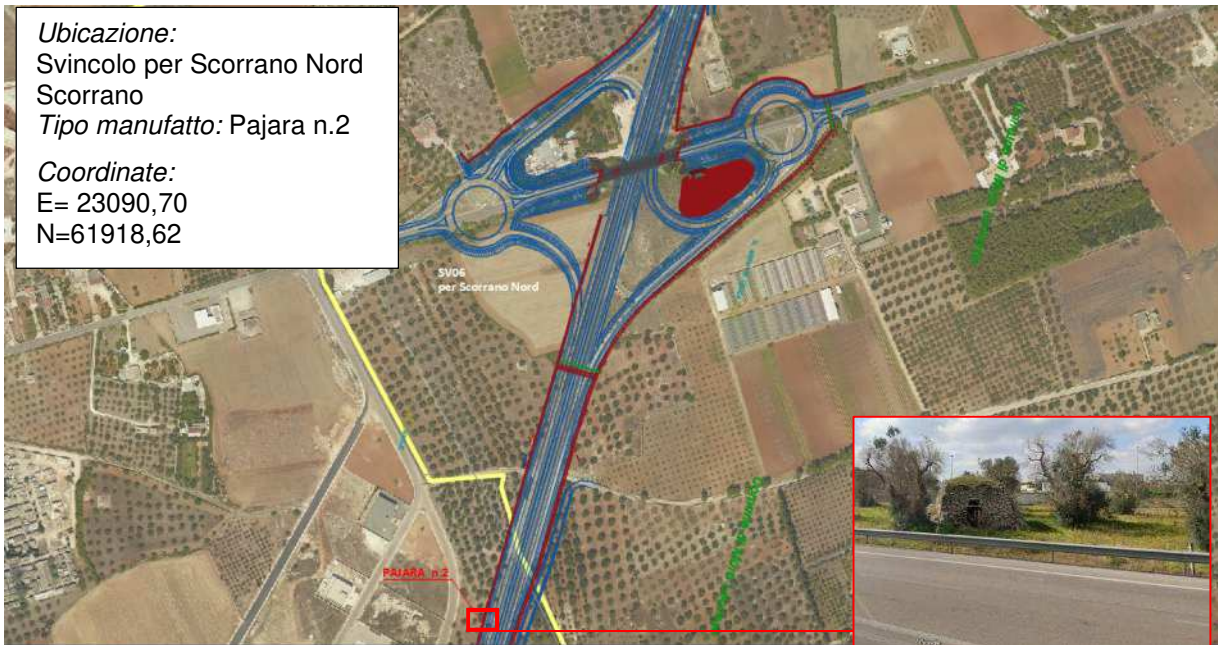 Ubicazione:
Svincolo per Scorrano Nord
Scorrano
Tipo manufatto: Pajara n.2
Coordinate:
E= 23090,70
N=61918,62
SV06
per Scorrano Nord
PAJARA n.2